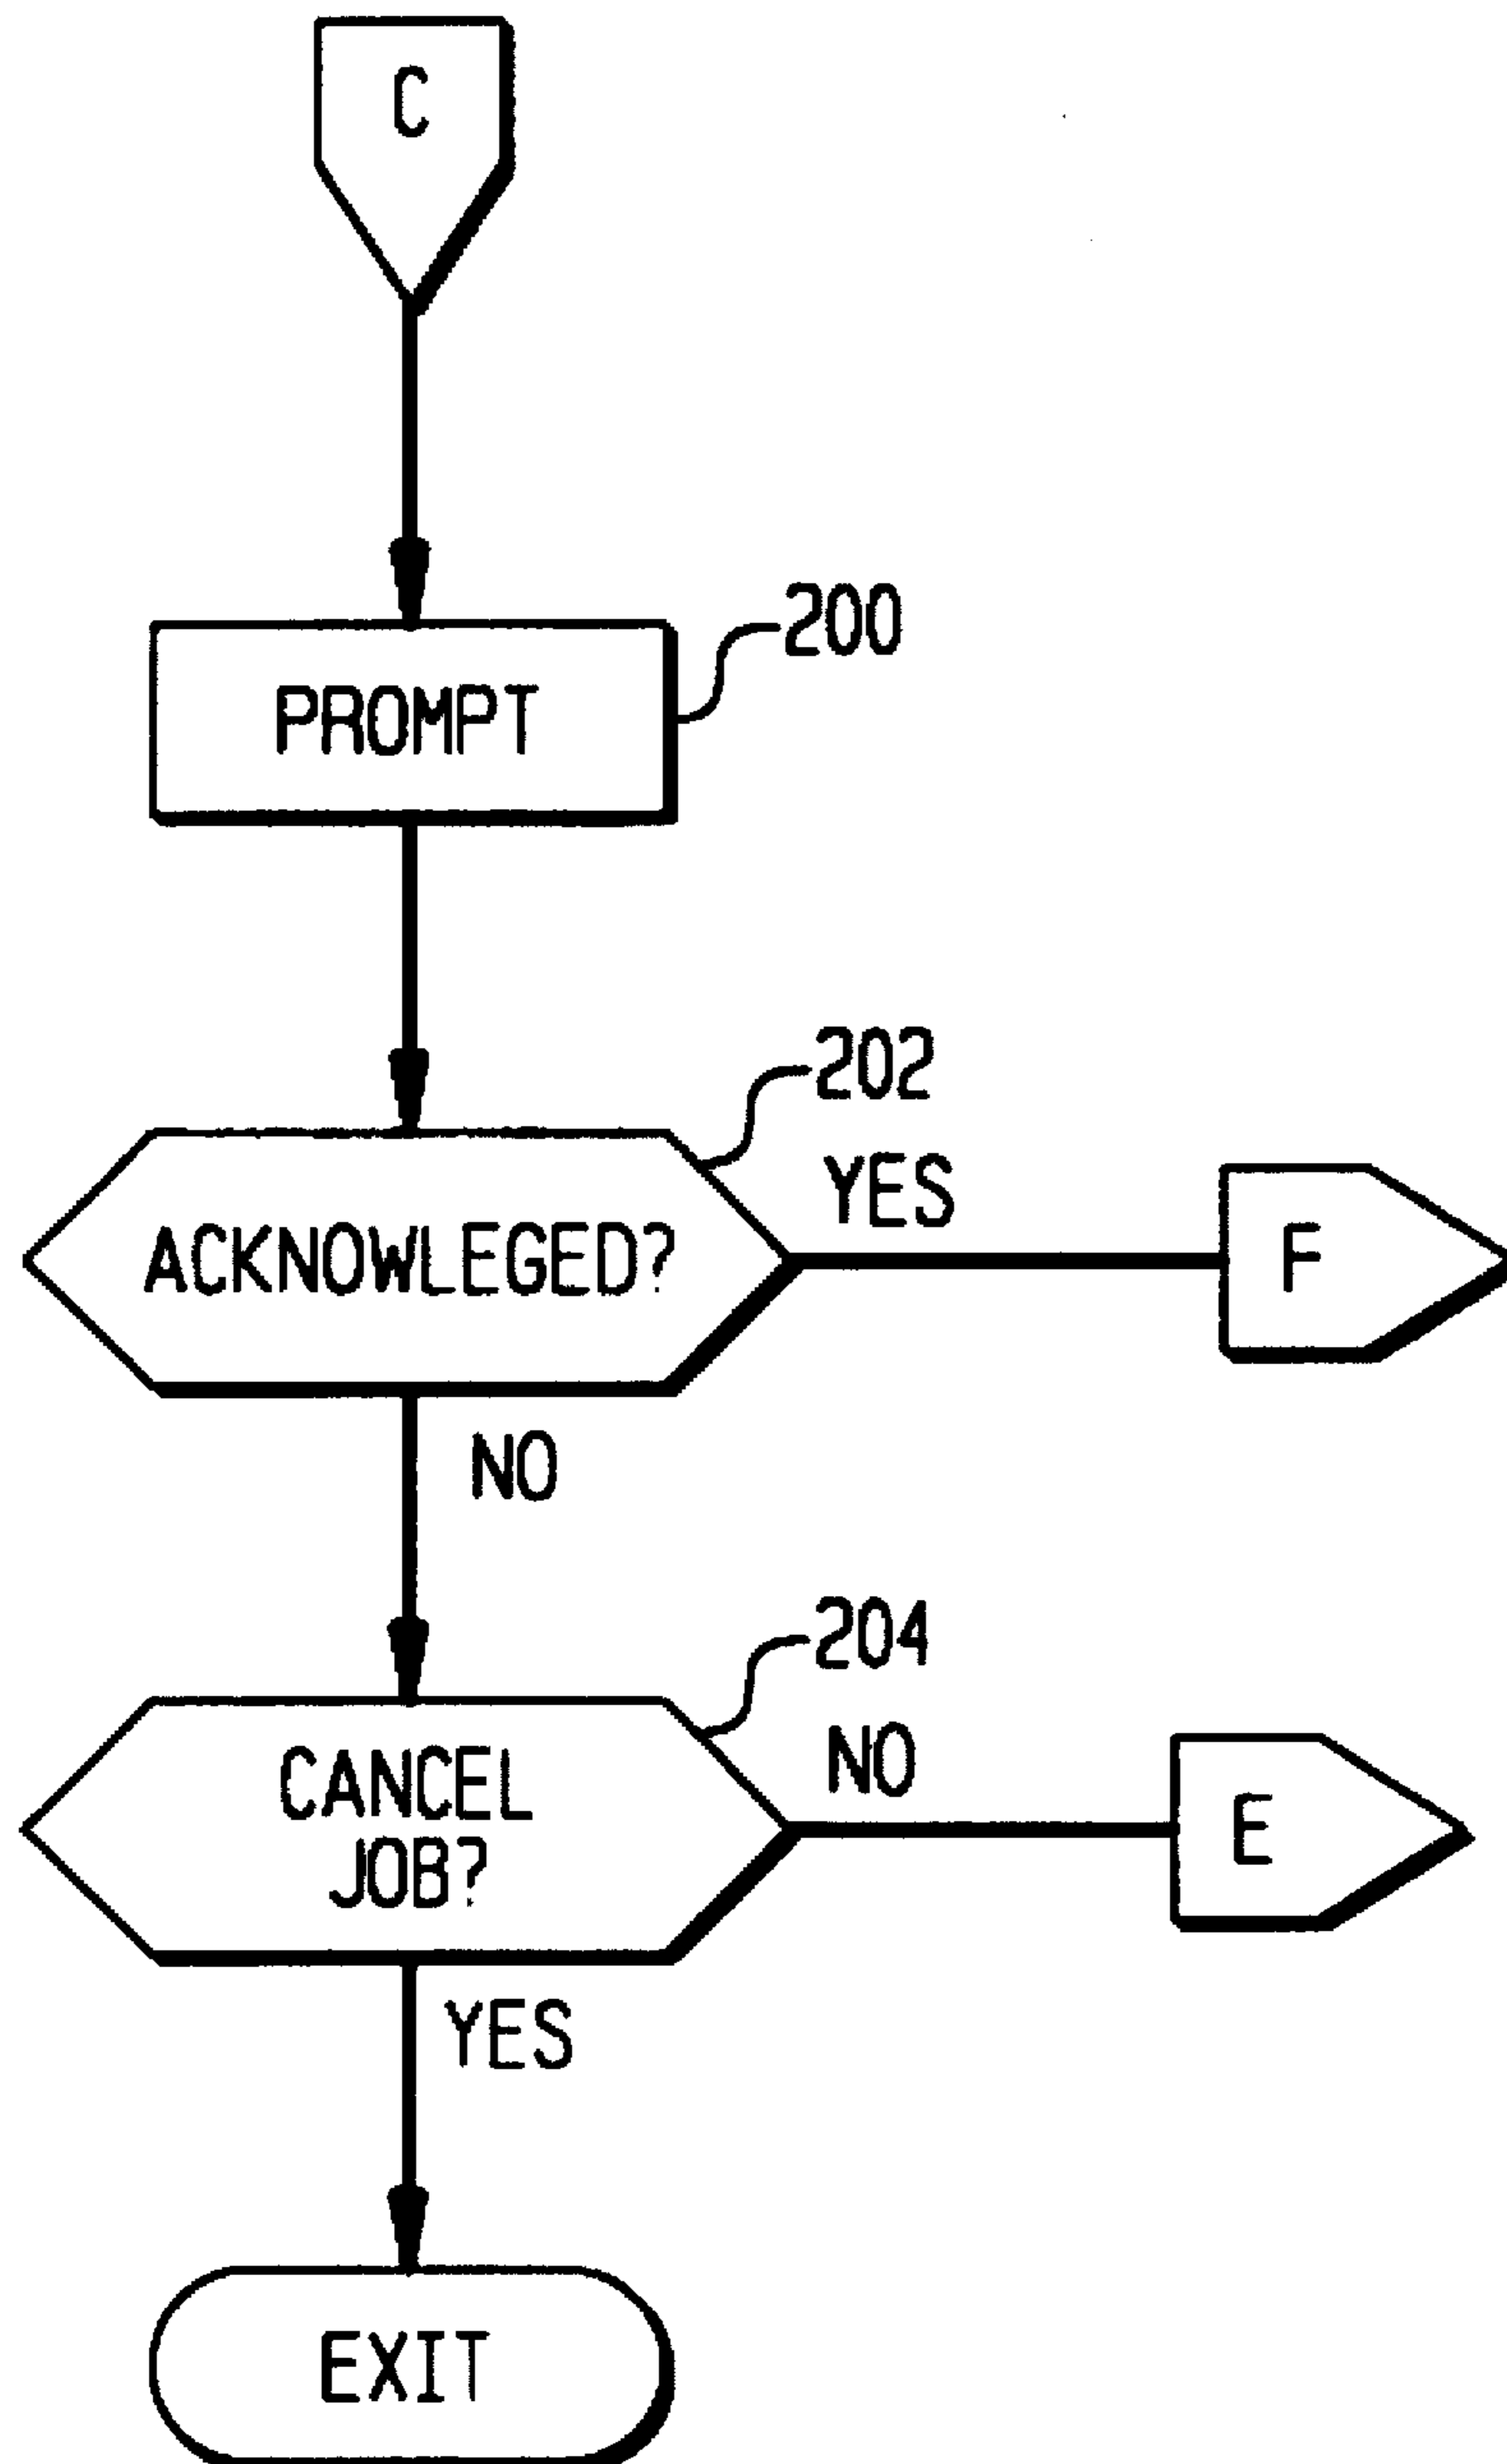 C
200
PROMPT
202
YES
ACKNOWLEGED?
F
NO
204
NO
CANCEL
JOB?
E
YES
EXIT